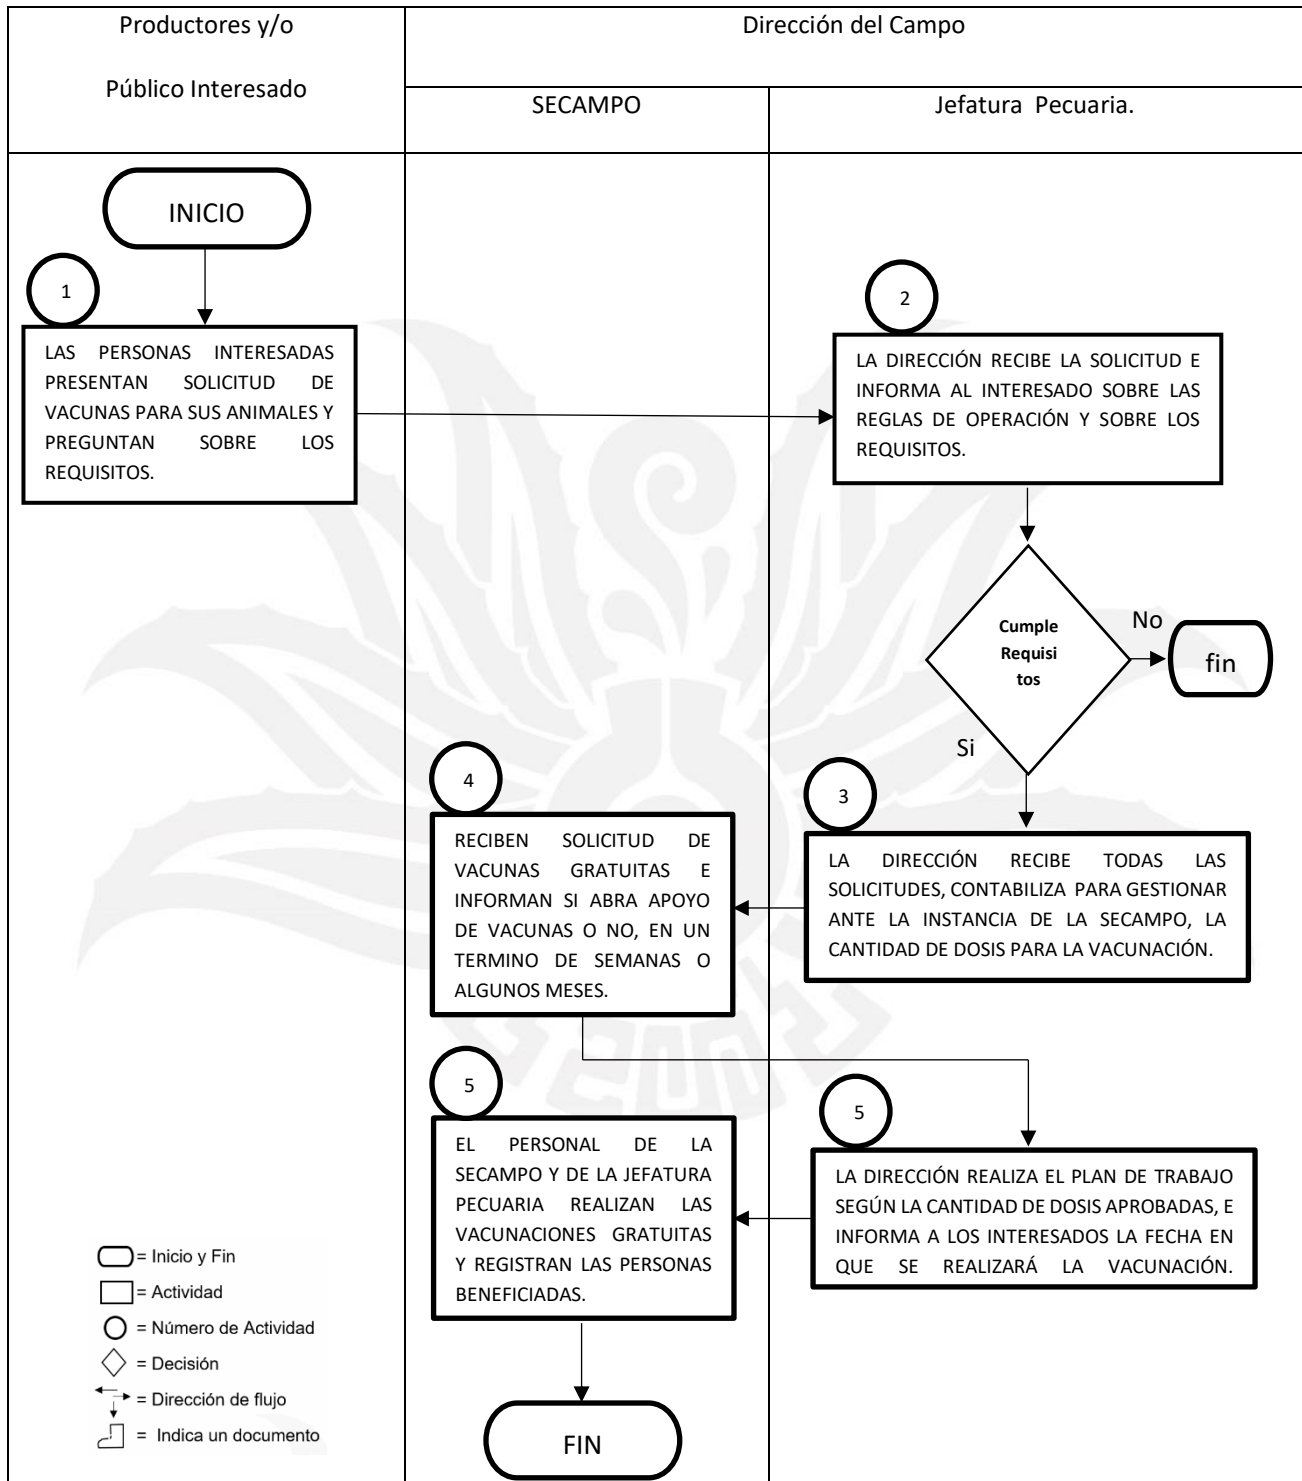 Productores y/o
Público Interesado
Dirección del Campo
SECAMPO
Jefatura Pecuaria.
INICIO
1
LAS PERSONAS INTERESADAS
PRESENTAN SOLICITUD DE
VACUNAS PARA SUS ANIMALES Y
PREGUNTAN SOBRE LOS
REQUISITOS.
2
LA DIRECCIÓN RECIBE LA SOLICITUD E
INFORMA AL INTERESADO SOBRE LAS
REGLAS DE OPERACIÓN Y SOBRE LOS
REQUISITOS.
Cumple
Requisi
tos
No
fin
Si
3
LA DIRECCIÓN RECIBE TODAS LAS
SOLICITUDES, CONTABILIZA PARA GESTIONAR
ANTE LA INSTANCIA DE LA SECAMPO, LA
CANTIDAD DE DOSIS PARA LA VACUNACIÓN.
4
RECIBEN SOLICITUD DE
VACUNAS GRATUITAS E
INFORMAN SI ABRA APOYO
DE VACUNAS O NO, EN UN
TERMINO DE SEMANAS O
ALGUNOS MESES.
5
LA DIRECCIÓN REALIZA EL PLAN DE TRABAJO
SEGÚN LA CANTIDAD DE DOSIS APROBADAS, E
INFORMA A LOS INTERESADOS LA FECHA EN
QUE SE REALIZARÁ LA VACUNACIÓN.
5
EL PERSONAL DE LA
SECAMPO Y DE LA JEFATURA
PECUARIA REALIZAN LAS
VACUNACIONES GRATUITAS
Y REGISTRAN LAS PERSONAS
BENEFICIADAS.
FIN
= Inicio y Fin
= Actividad
= Número de Actividad
= Decisión
= Dirección de flujo
= Indica un documento